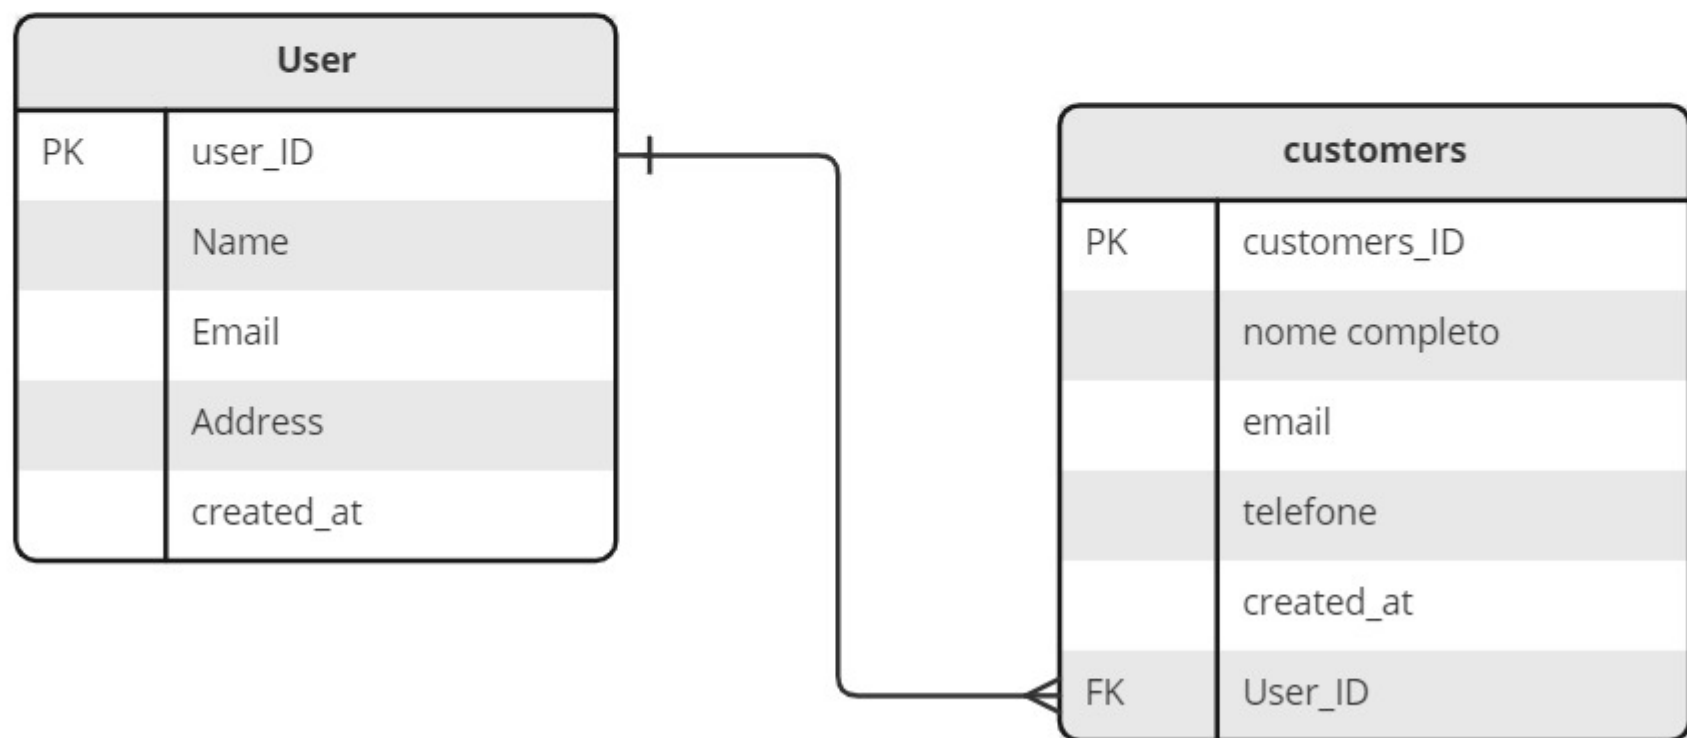 User
PK user_ID
Name
Email
Address
created_at
customers
PK customers_ID
nome completo
email
telefone
created_at
FK User_ID